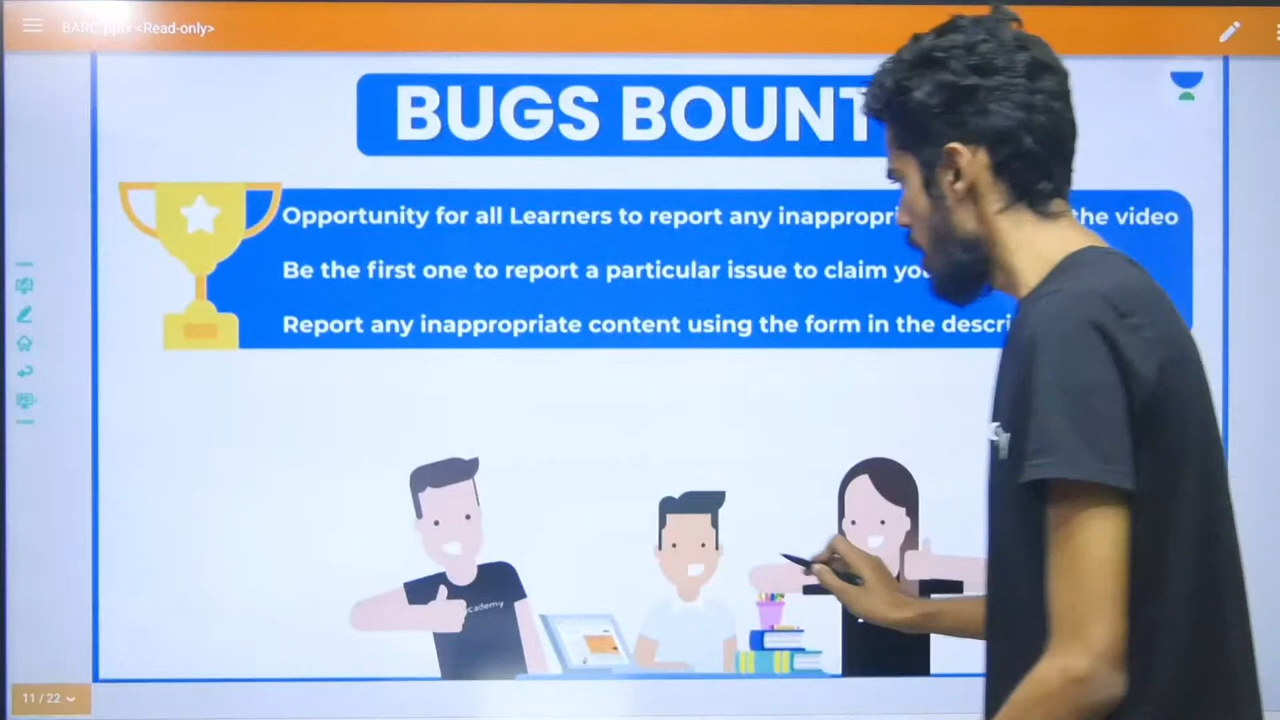 BARC.pptx <Read-only>
BUGS BOUNT
Opportunity for all Learners to report any inappropri the video
Be the first one to report a particular issue to claim yo
Report any inappropriate content using the form in the descri
cademy
11 / 22